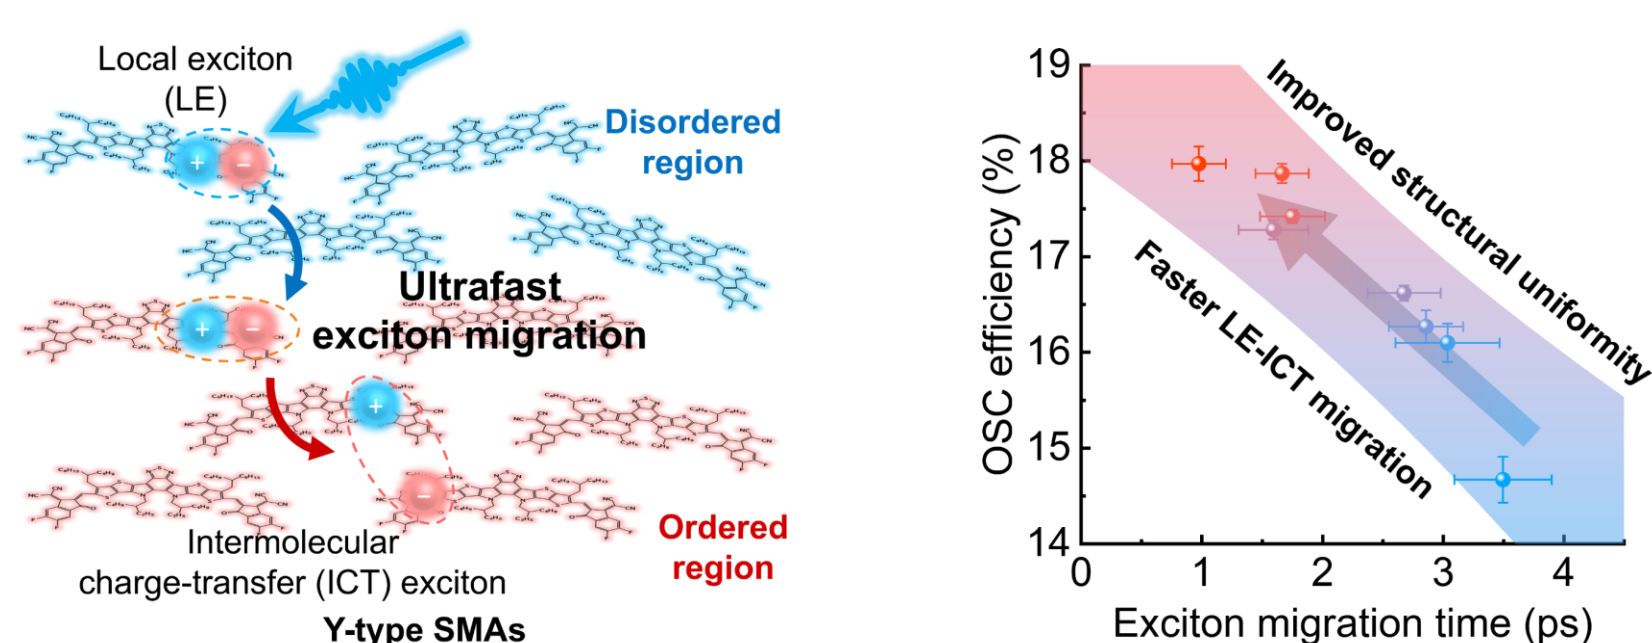 Local exciton
(LE)
Disordered
region
+
−
Ultrafast
exciton migration
+
−
+
−
Ordered
region
Intermolecular
charge-transfer (ICT) exciton
Y-type SMAs
OSC efficiency (%)
19
18
17
16
15
14
0
1
2
3
4
Exciton migration time (ps)
Improved structural uniformity
Faster LE-ICT migration